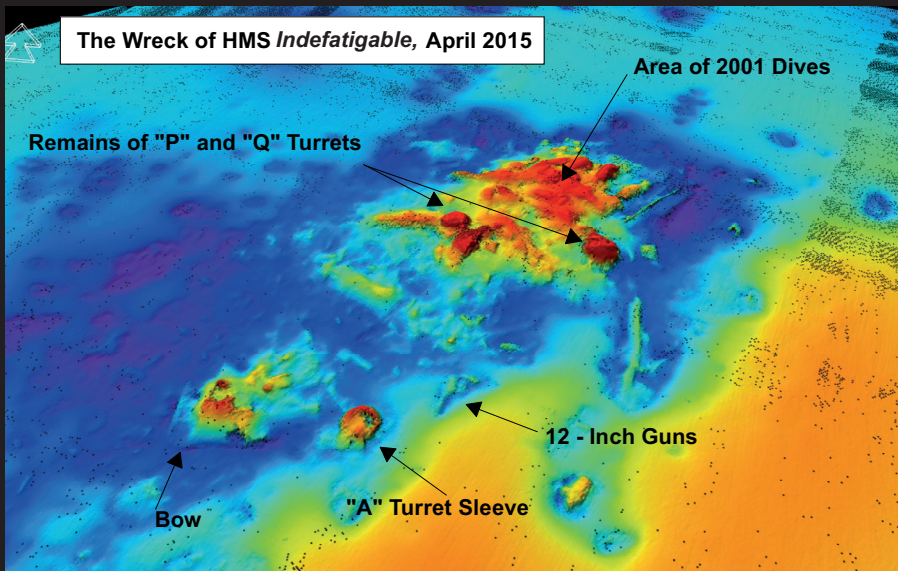 The Wreck of HMS Indefatigable, April 2015
Area of 2001 Dives
Remains of "P" and "Q" Turrets
12 - Inch Guns
"A" Turret Sleeve
Bow